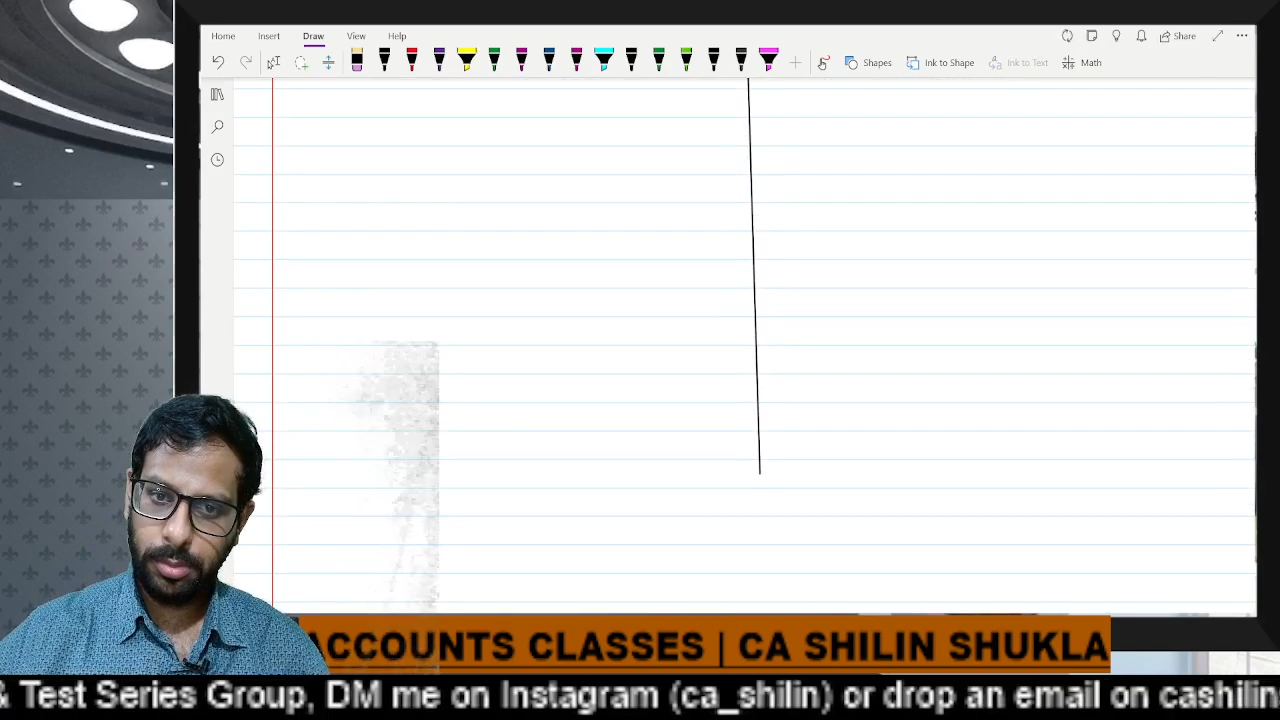 Home Insert Draw View Help Share
Shapes Ink to Shape Ink to Text Math
ACCOUNTS CLASSES | CA SHILIN SHUKLA
& Test Series Group, DM me on Instagram (ca_shilin) or drop an email on cashilin